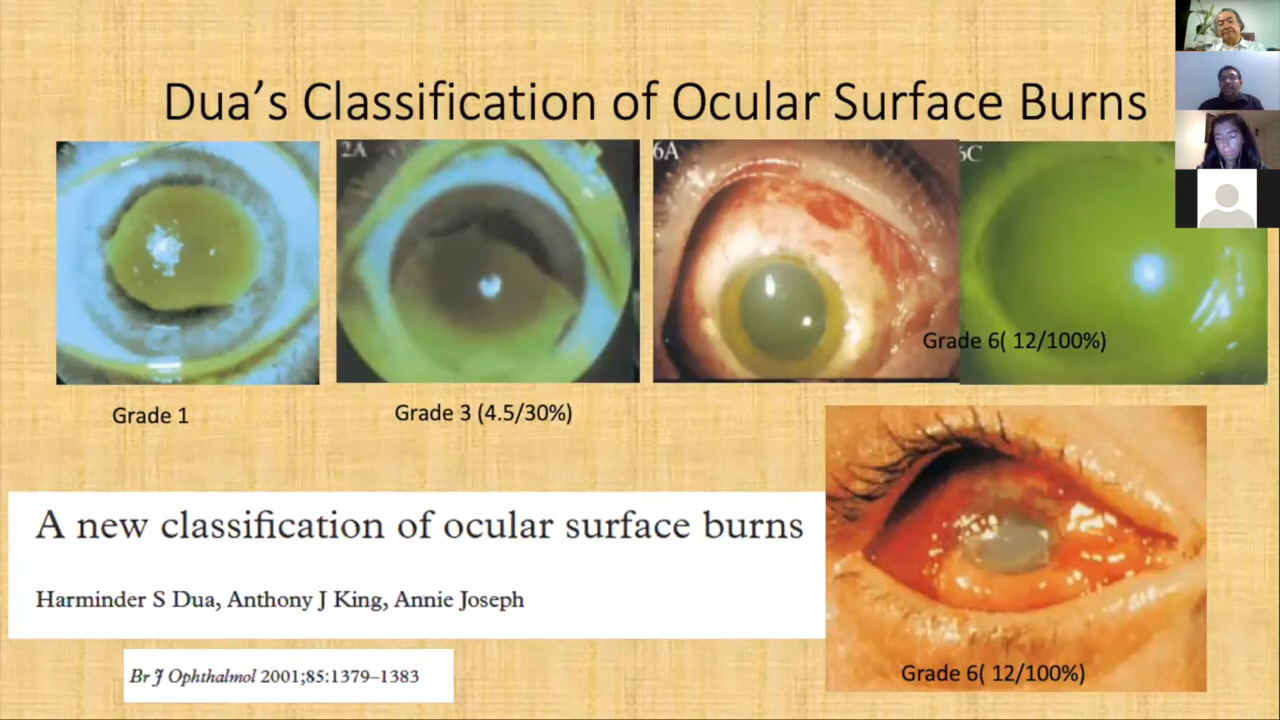 Dua's Classification of Ocular Surface Burns
2A
6A
6C
Grade 6( 12/100%)
Grade 1
Grade 3 (4.5/30%)
A new classification of ocular surface burns
Harminder S Dua, Anthony J King, Annie Joseph
Br J Ophthalmol 2001;85:1379–1383
Grade 6( 12/100%)